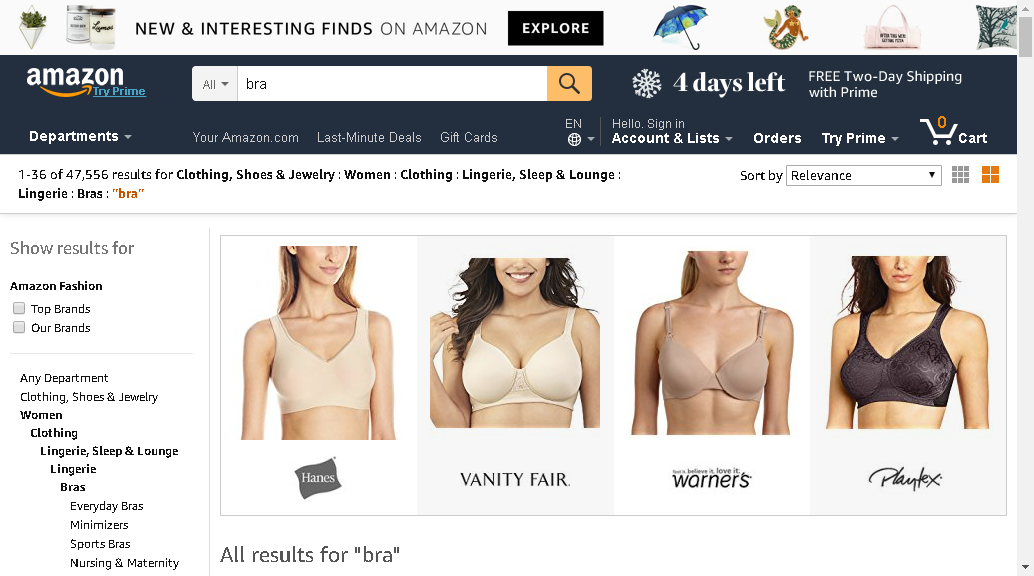 NEW & INTERESTING FINDS ON AMAZON EXPLORE
amazon
Try Prime
All
bra
4 days left
FREE Two-Day Shipping
with Prime
Departments
Your Amazon.com Last-Minute Deals Gift Cards
EN
Hello. Sign in
Account & Lists
Orders
Try Prime
0
Cart
1-36 of 47,556 results for Clothing, Shoes & Jewelry : Women : Clothing : Lingerie, Sleep & Lounge :
Lingerie : Bras : "bra"
Sort by Relevance
Show results for
Amazon Fashion
Top Brands
Our Brands
Any Department
Clothing, Shoes & Jewelry
Women
Clothing
Lingerie, Sleep & Lounge
Lingerie
Bras
Everyday Bras
Minimizers
Sports Bras
Nursing & Maternity
Hanes
VANITY FAIR
feel it. believe it. love it:
warner's
Playtex
All results for "bra"